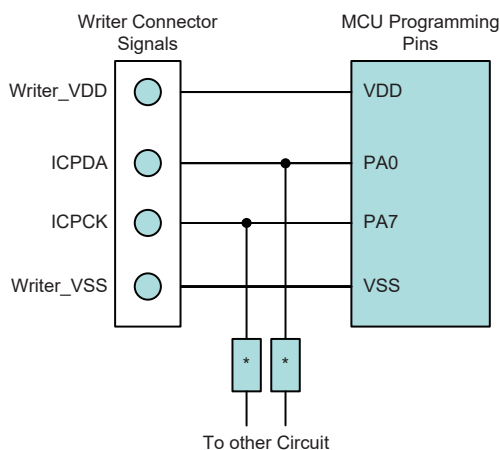 Writer Connector
Signals
MCU Programming
Pins
Writer_VDD
VDD
ICPDA
PA0
ICPCK
PA7
Writer_VSS
VSS
*
*
To other Circuit